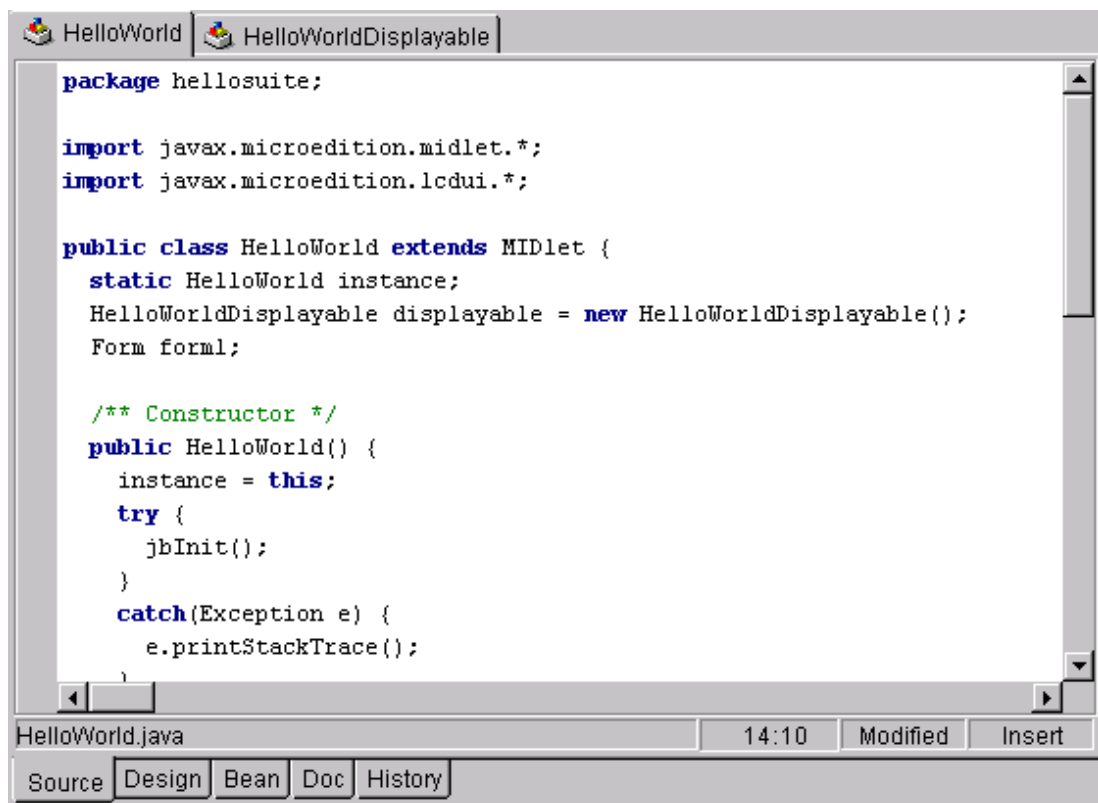 HelloWorld HelloWorldDisplayable
package hellosuite;
import javax.microedition.midlet.*;
import javax.microedition.lcdui.*;
public class HelloWorld extends MIDlet {
static HelloWorld instance;
HelloWorldDisplayable displayable = new HelloWorldDisplayable();
Form form1;
/** Constructor */
public HelloWorld() {
instance = this;
try {
jbInit();
}
catch(Exception e) {
e.printStackTrace();
}
HelloWorld.java 14:10 Modified Insert
Source Design Bean Doc History